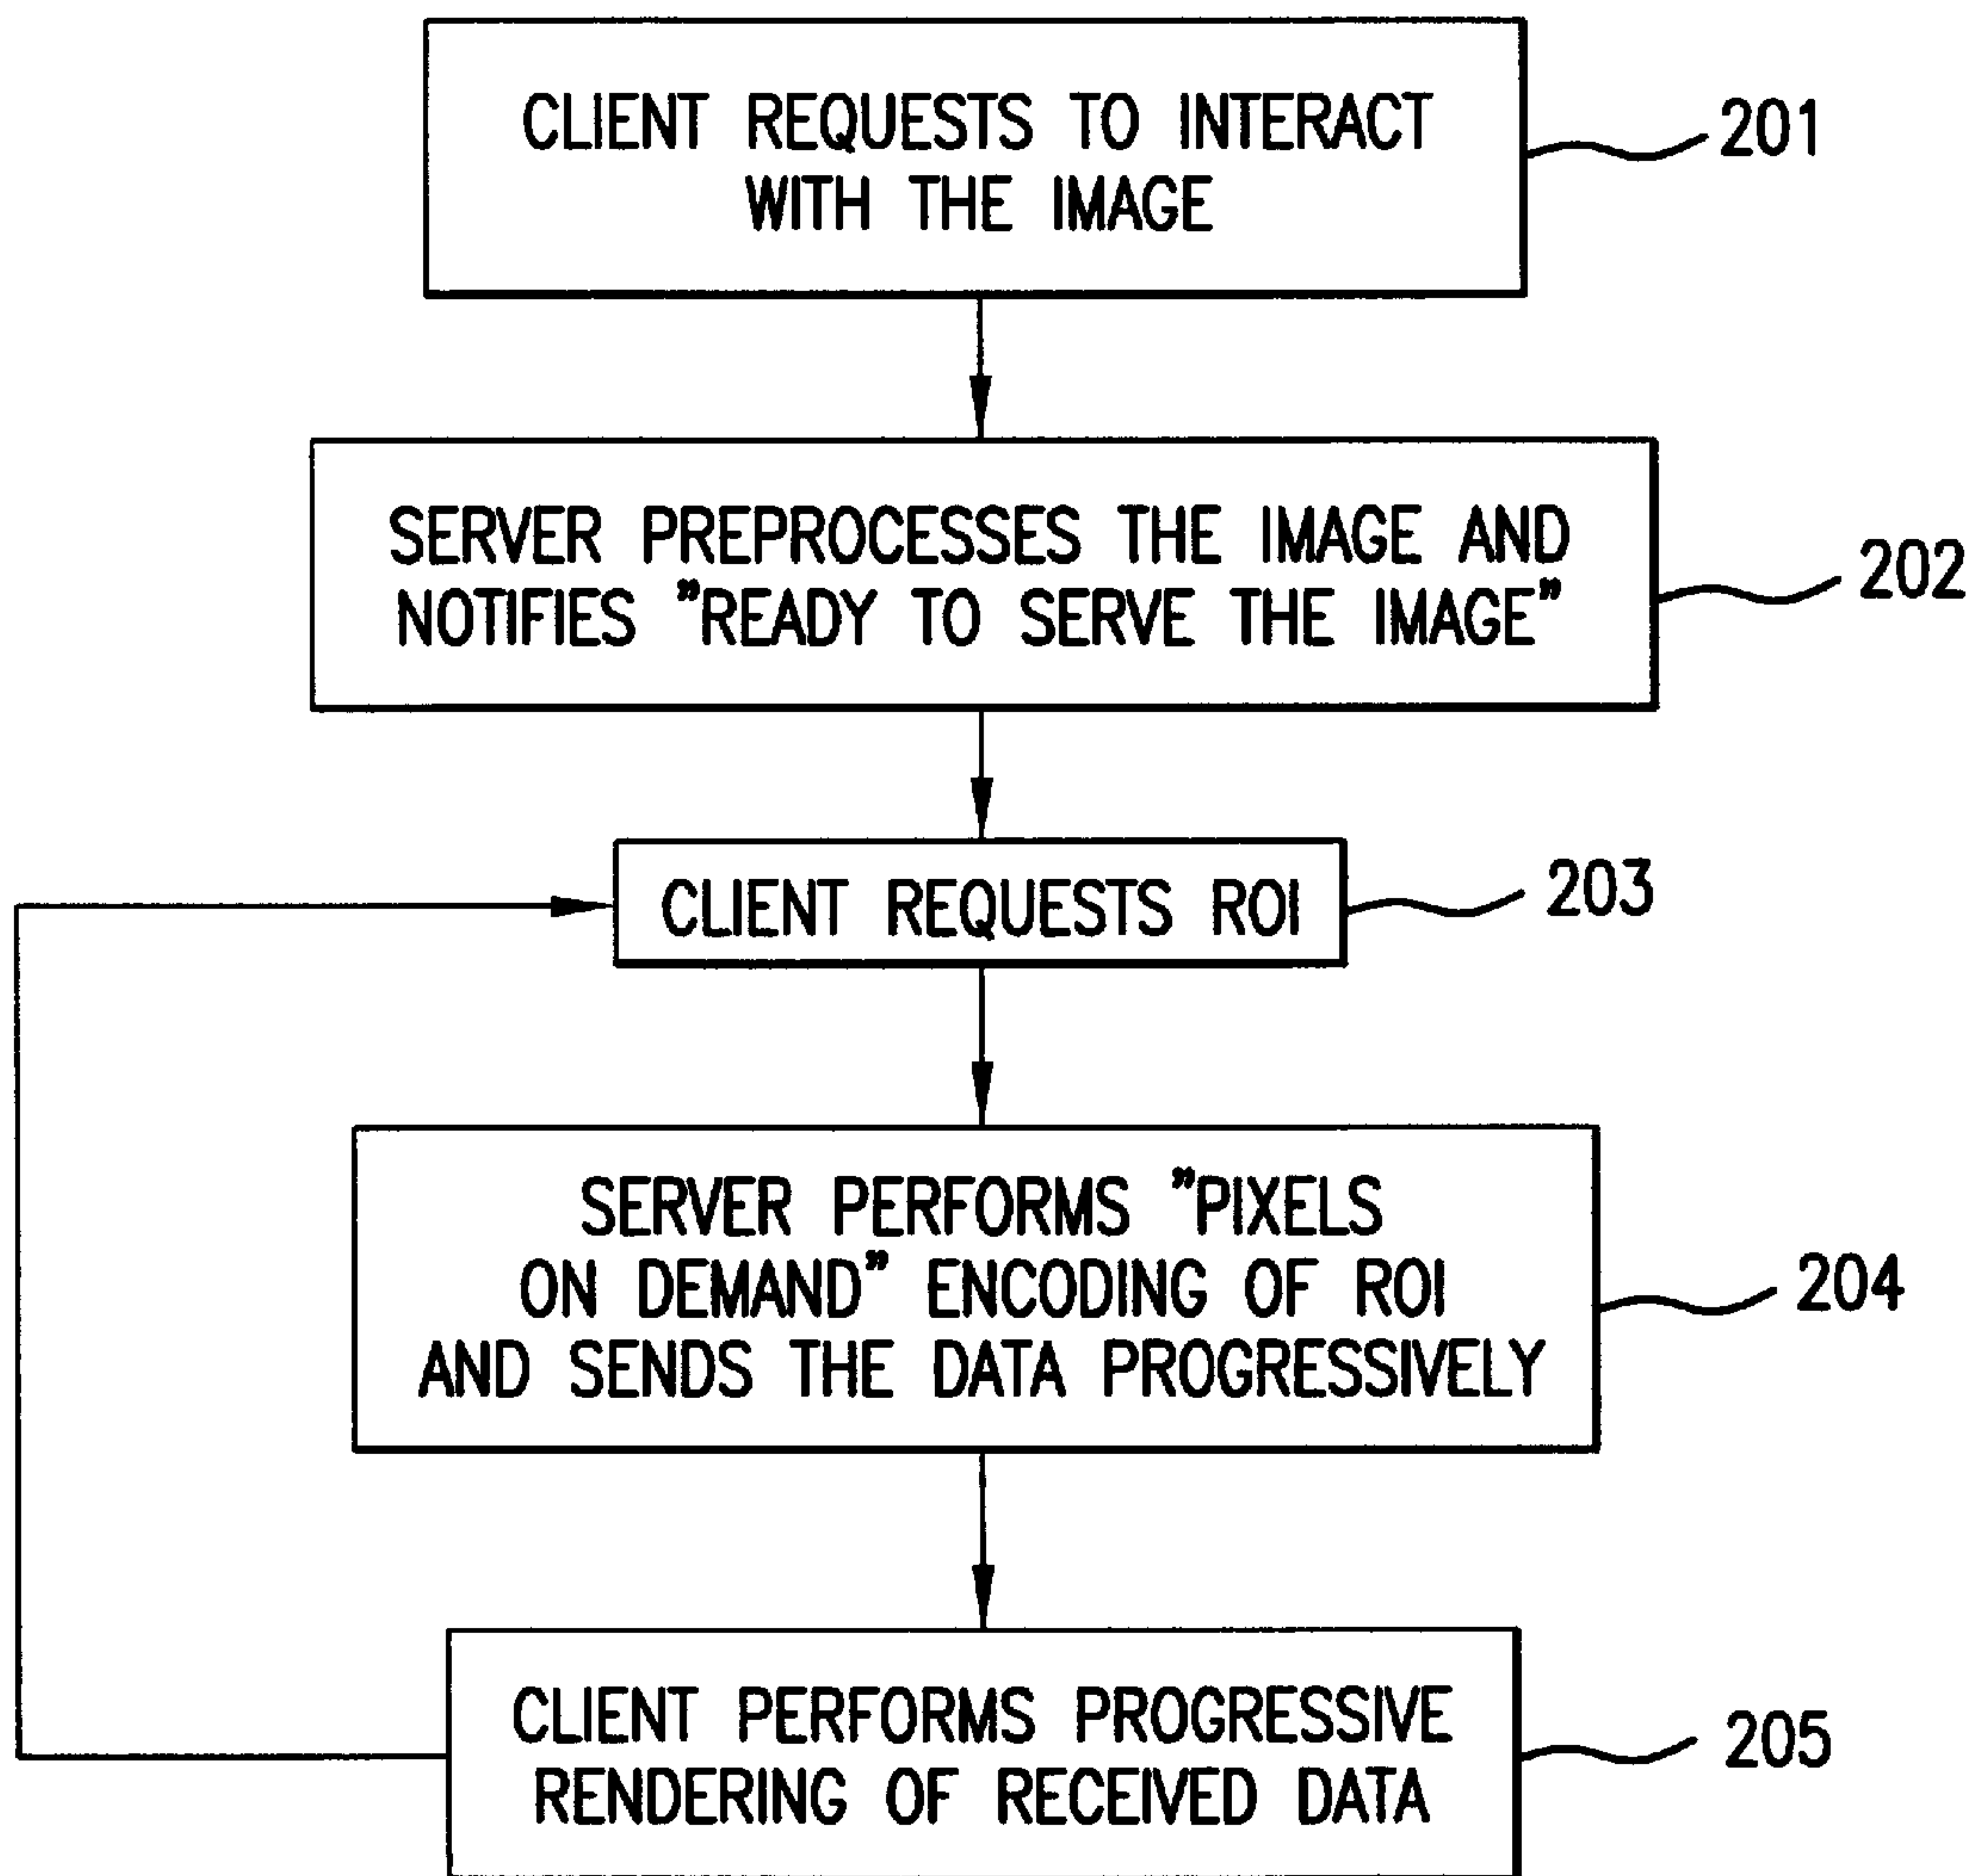 CLIENT REQUESTS TO INTERACT
WITH THE IMAGE
201
SERVER PREPROCESSES THE IMAGE AND
NOTIFIES "READY TO SERVE THE IMAGE"
202
CLIENT REQUESTS ROI
203
SERVER PERFORMS "PIXELS
ON DEMAND" ENCODING OF ROI
AND SENDS THE DATA PROGRESSIVELY
204
CLIENT PERFORMS PROGRESSIVE
RENDERING OF RECEIVED DATA
205